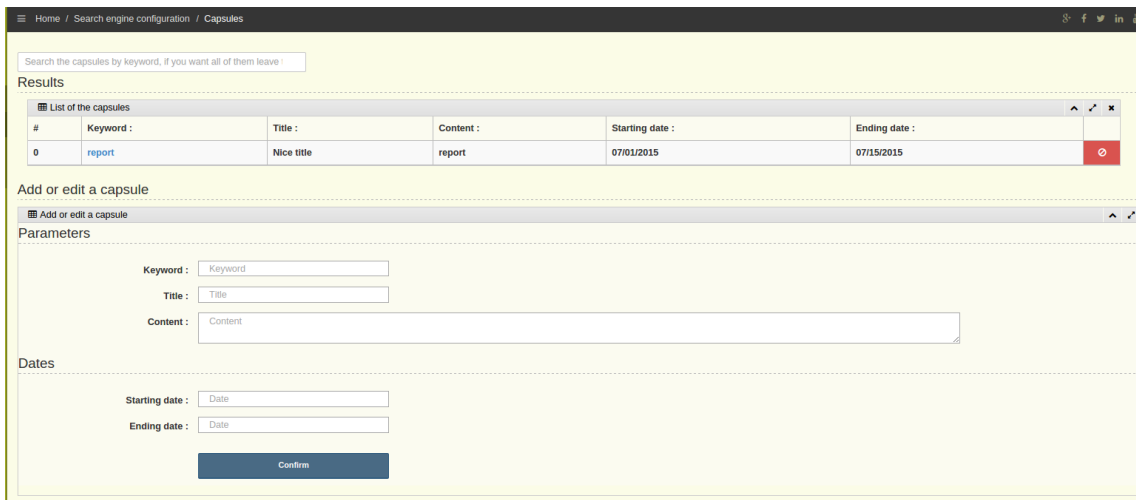 Home / Search engine configuration / Capsules
Search the capsules by keyword, if you want all of them leave
Results
List of the capsules
# Keyword : Title : Content : Starting date : Ending date :
0 report Nice title report 07/01/2015 07/15/2015
Add or edit a capsule
Add or edit a capsule
Parameters
Keyword : Keyword
Title : Title
Content : Content
Dates
Starting date : Date
Ending date : Date
Confirm